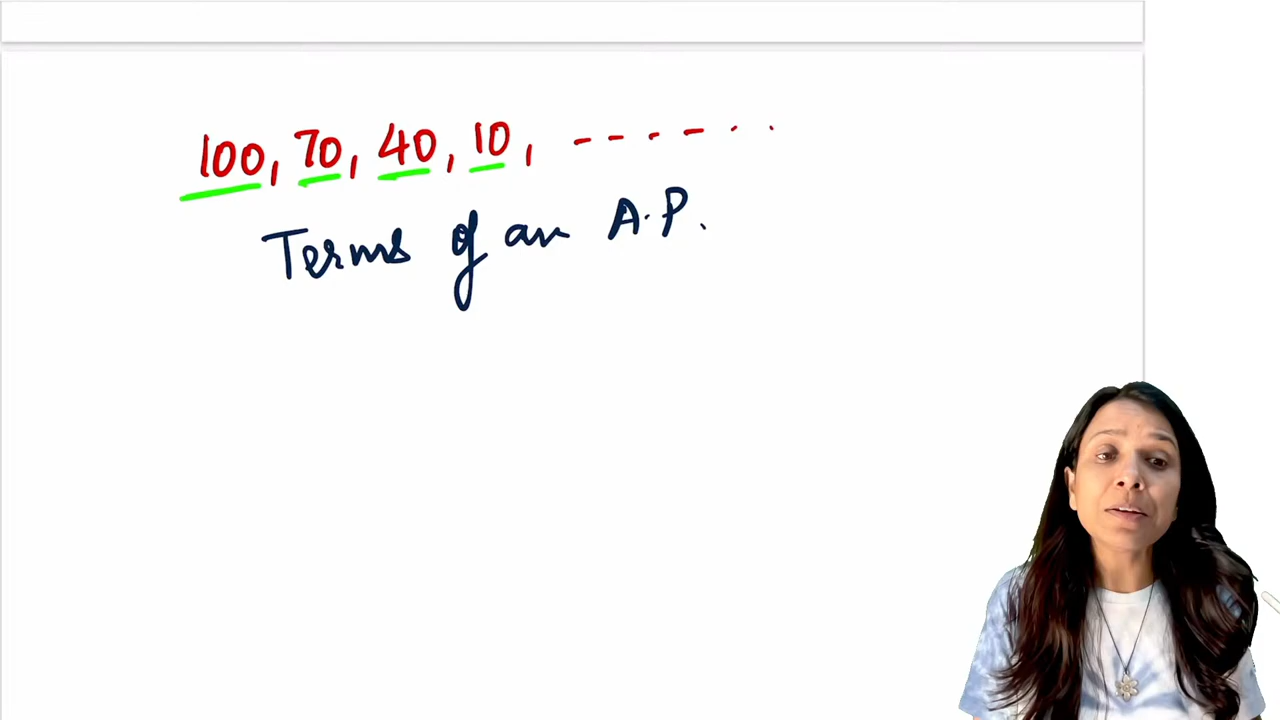 100, 70, 40, 10, - - - - - . .
Terms of an A.P.